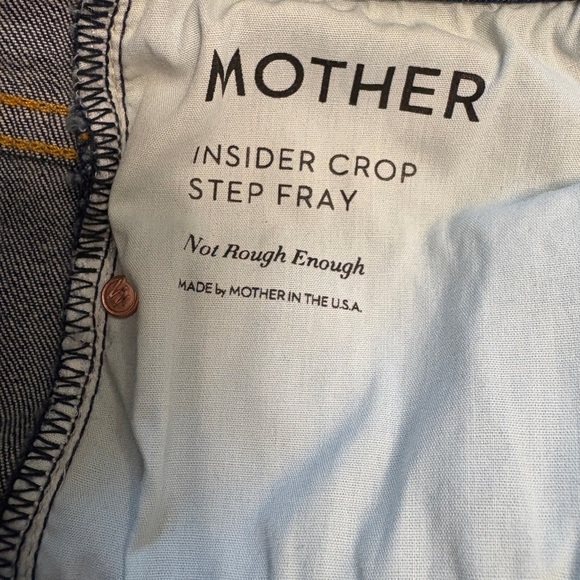 MOTHER
INSIDER CROP
STEP FRAY
Not Rough Enough
MADE by MOTHER IN THE U.S.A.